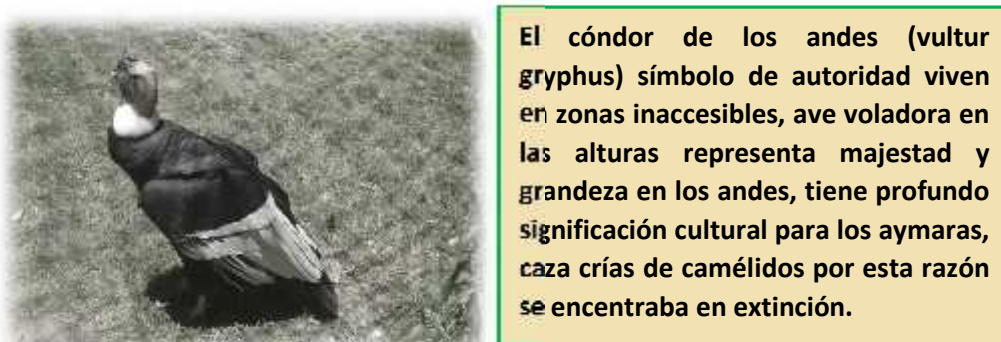 El cóndor de los andes (vultur
gryphus) símbolo de autoridad viven
en zonas inaccesibles, ave voladora en
las alturas representa majestad y
grandeza en los andes, tiene profundo
significación cultural para los aymaras,
caza crías de camélidos por esta razón
se encentraba en extinción.